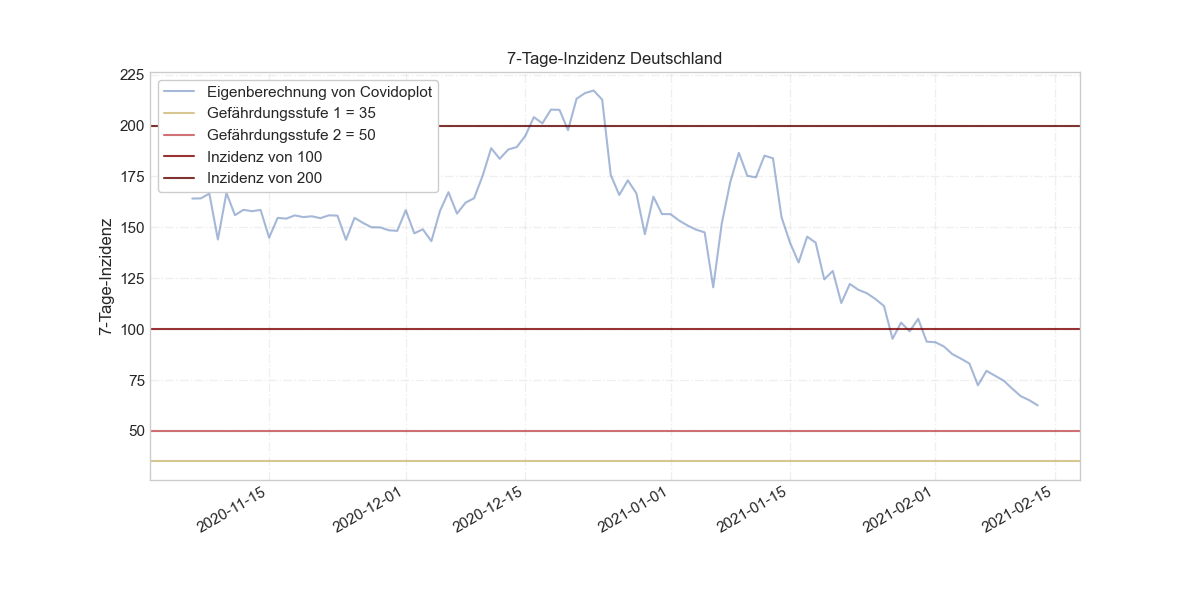 7-Tage-Inzidenz Deutschland
225
200
175
150
125
100
75
50
7-Tage-Inzidenz
Eigenberechnung von Covidoplot
Gefährdungsstufe 1 = 35
Gefährdungsstufe 2 = 50
Inzidenz von 100
Inzidenz von 200
2020-11-15
2020-12-01
2020-12-15
2021-01-01
2021-01-15
2021-02-01
2021-02-15